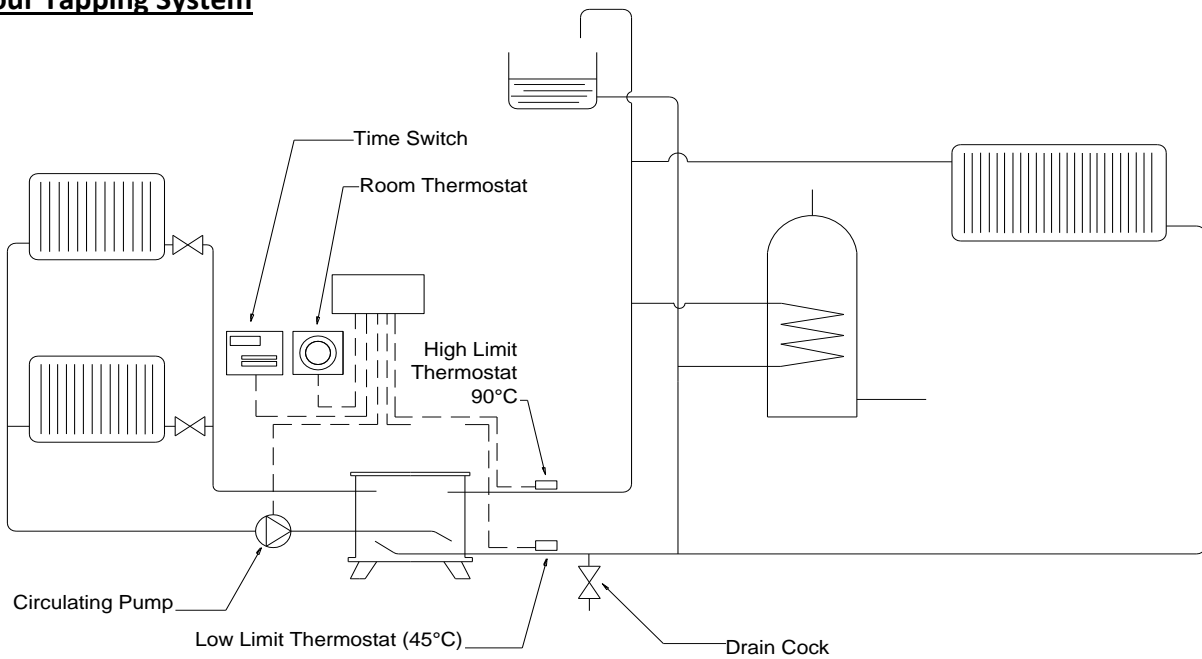 our Tapping System
Time Switch
Room Thermostat
High Limit
Thermostat
90°C
Circulating Pump
Low Limit Thermostat (45°C)
Drain Cock